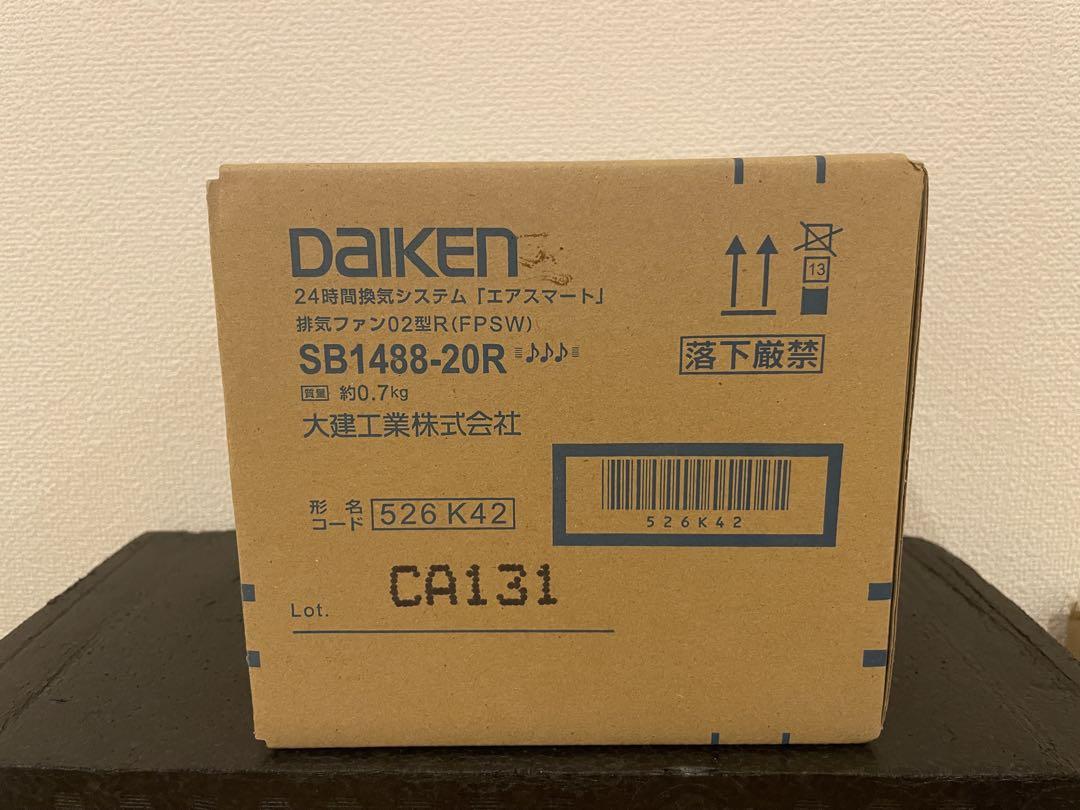 DAIKEN
24時間換気システム「エアスマート」
排気ファン02型R(FPSW)
SB1488-20R ♪♪♪
質量 約0.7kg
大建工業株式会社
13
落下厳禁
形名コード 526K42
526K42
Lot. CA131